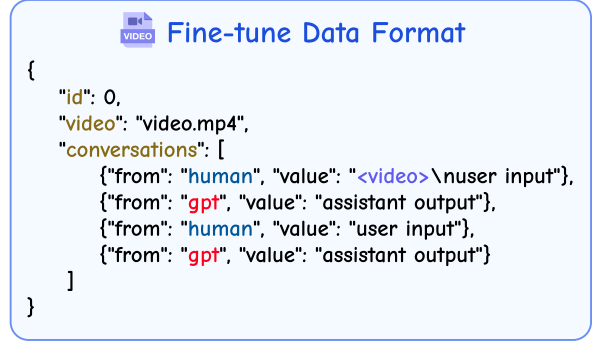 VIDEO
Fine-tune Data Format
{
"id": 0,
"video": "video.mp4",
"conversations": [
{"from": "human", "value": "<video>\nuser input"},
{"from": "gpt", "value": "assistant output"},
{"from": "human", "value": "user input"},
{"from": "gpt", "value": "assistant output"}
]
}